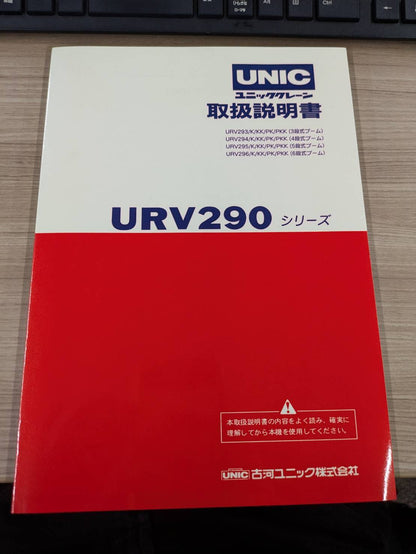 UNIC
ユニッククレーン
取扱説明書
URV293/K/KK/PK/PKK (3段式ブーム)
URV294/K/KK/PK/PKK (4段式ブーム)
URV295/K/KK/PK/PKK (5段式ブーム)
URV296/K/KK/PK/PKK (6段式ブーム)
URV290 シリーズ
本取扱説明書の内容をよく読み、確実に
理解してから本機を使用してください。
UNIC 古河ユニック株式会社